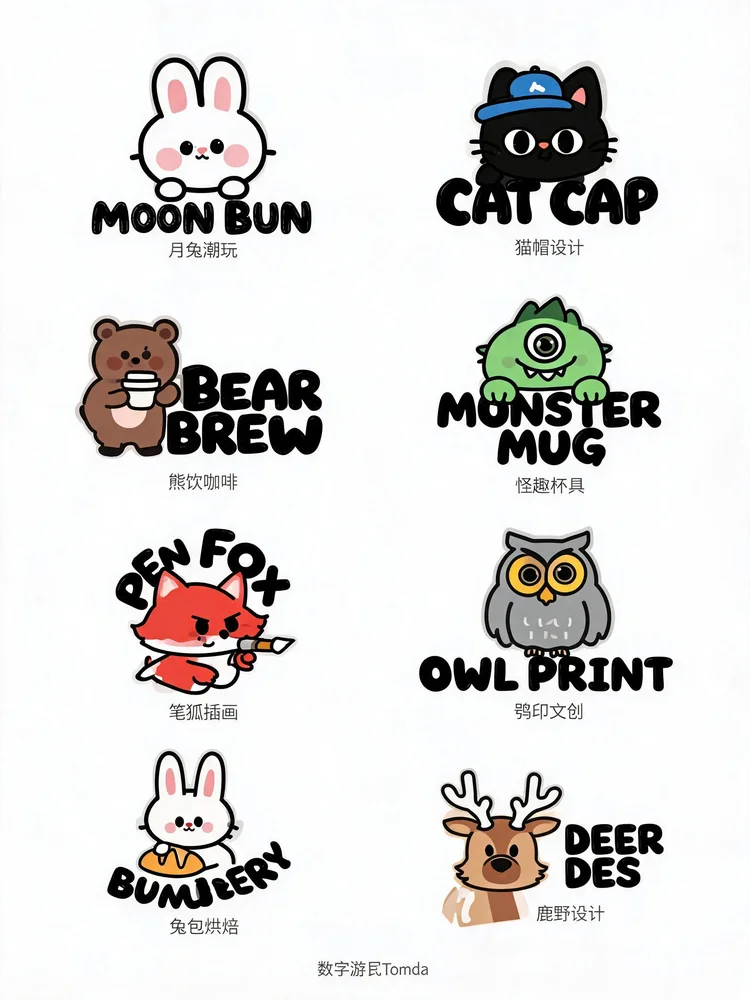 MOON BUN
月兔潮玩
CAT CAP
猫帽设计
BEAR
BREW
熊饮咖啡
MONSTER
MUG
怪趣杯具
PEN FOX
笔狐插画
OWL PRINT
鸮印文创
兔包烘焙
DEER
DES
鹿野设计
数字游民Tomda